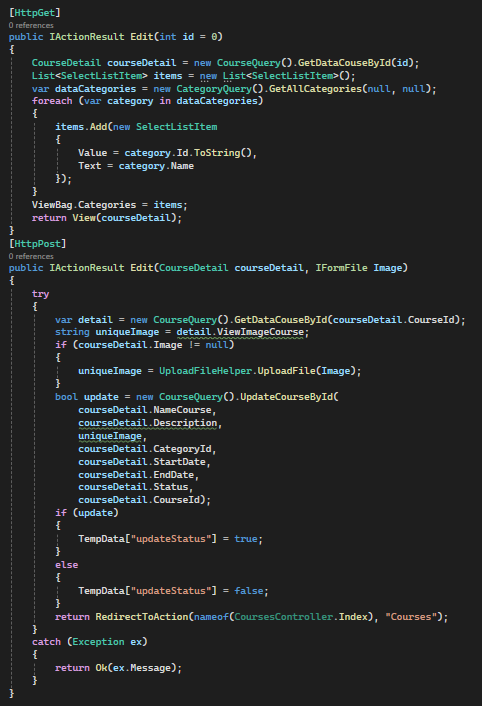 [HttpGet]
0 references
public IActionResult Edit(int id = 0)
{
CourseDetail courseDetail = new CourseQuery().GetDataCouseById(id);
List<SelectListItem> items = new List<SelectListItem>();
var dataCategories = new CategoryQuery().GetAllCategories(null, null);
foreach (var category in dataCategories)
{
items.Add(new SelectListItem
{
Value = category.Id.ToString(),
Text = category.Name
});
}
ViewBag.Categories = items;
return View(courseDetail);
}
[HttpPost]
0 references
public IActionResult Edit(CourseDetail courseDetail, IFormFile Image)
{
try
{
var detail = new CourseQuery().GetDataCouseById(courseDetail.CourseId);
string uniqueImage = detail.ViewImageCourse;
if (courseDetail.Image != null)
{
uniqueImage = UploadFileHelper.UploadFile(Image);
}
bool update = new CourseQuery().UpdateCourseById(
courseDetail.NameCourse,
courseDetail.Description,
uniqueImage,
courseDetail.CategoryId,
courseDetail.StartDate,
courseDetail.EndDate,
courseDetail.Status,
courseDetail.CourseId);
if (update)
{
TempData["updateStatus"] = true;
}
else
{
TempData["updateStatus"] = false;
}
return RedirectToAction(nameof(CoursesController.Index), "Courses");
}
catch (Exception ex)
{
return Ok(ex.Message);
}
}